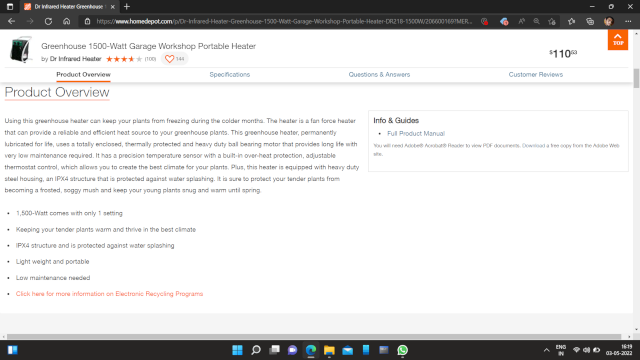 Dr Infrared Heater Greenhouse
https://www.homedepot.com/p/Dr-Infrared-Heater-Greenhouse-1500-Watt-Garage-Workshop-Portable-Heater-DR218-1500W/206600169?MER...
Greenhouse 1500-Watt Garage Workshop Portable Heater
by Dr Infrared Heater
144
$110
TOP
Product Overview
Specifications
Questions & Answers
Customer Reviews
Product Overview
Using this greenhouse heater can keep your plants from freezing during the colder months. The heater is a fan force heater
that can provide a reliable and efficient heat source to your greenhouse plants. This greenhouse heater, permanently
lubricated for life, uses a totally enclosed, thermally protected and heavy duty ball bearing motor that provides long life with
very low maintenance required. It has a precision temperature sensor with a built-in over-heat protection, adjustable
thermostat control, which allows you to create the best climate for your plants. Plus, this heater is equipped with heavy duty
steel housing, an IPX4 structure that is protected against water splashing. It is sure to protect your tender plants from
becoming a frosted, soggy mush and keep your young plants snug and warm until spring.
• 1,500-Watt comes with only 1 setting
• Keeping your tender plants warm and thrive in the best climate
• IPX4 structure and is protected against water splashing
• Light weight and portable
• Low maintenance needed
• Click here for more information on Electronic Recycling Programs
Info & Guides
• Full Product Manual
You will need Adobe® Acrobat® Reader to view PDF documents. Download a free copy from the Adobe Web
site.
ENG
IN
16:19
03-05-2022